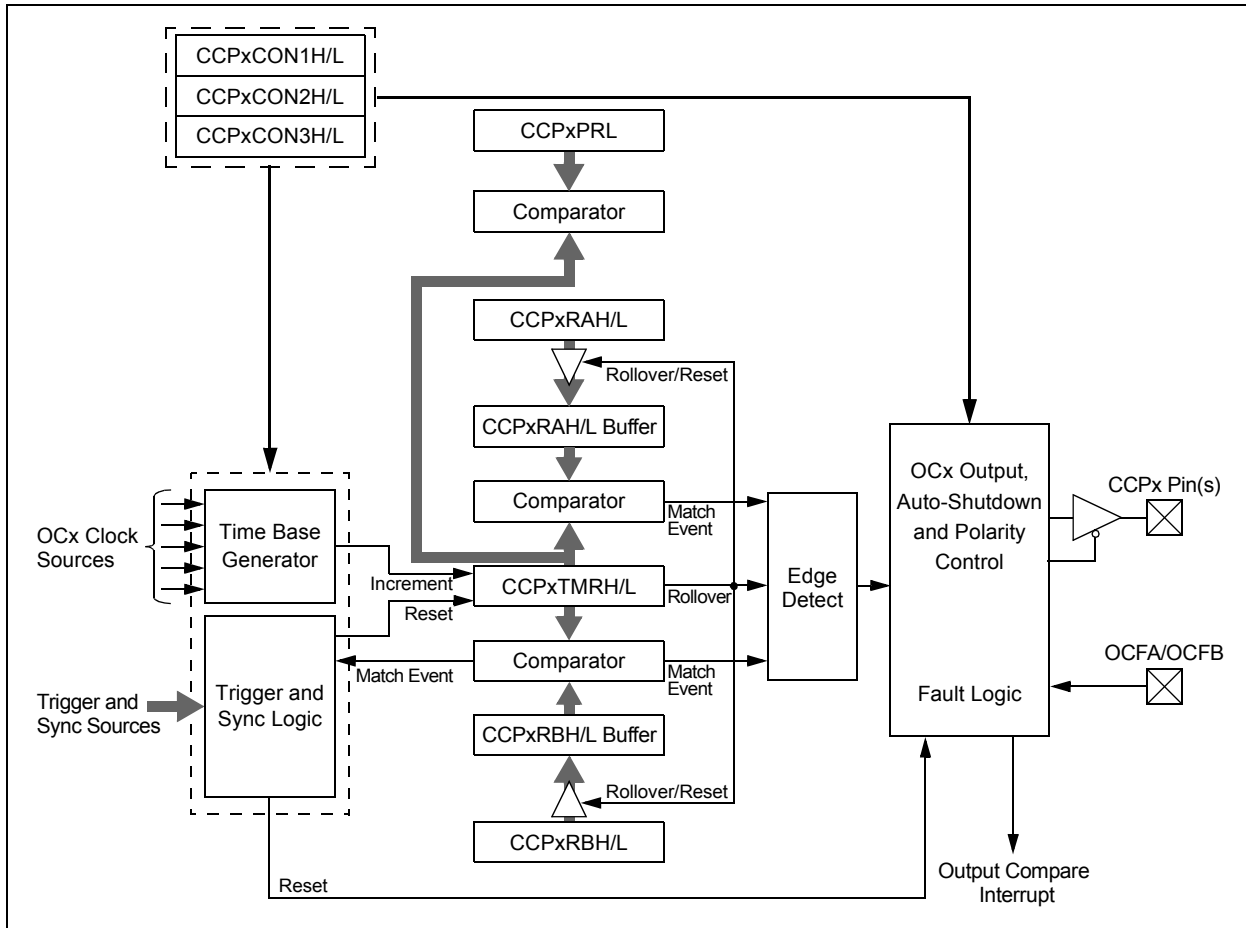 CCPxCON1H/L
CCPxCON2H/L
CCPxCON3H/L
CCPxPRL
Comparator
CCPxRAH/L
Rollover/Reset
CCPxRAH/L Buffer
Comparator
Match
Event
OCx Clock
Sources
Time Base
Generator
Increment
Reset
CCPxTMRH/L
Rollover
Edge
Detect
OCx Output,
Auto-Shutdown
and Polarity
Control
CCPx Pin(s)
OCFA/OCFB
Fault Logic
Trigger and
Sync Sources
Trigger and
Sync Logic
Match Event
Comparator
Match
Event
CCPxRBH/L Buffer
Rollover/Reset
CCPxRBH/L
Reset
Output Compare
Interrupt